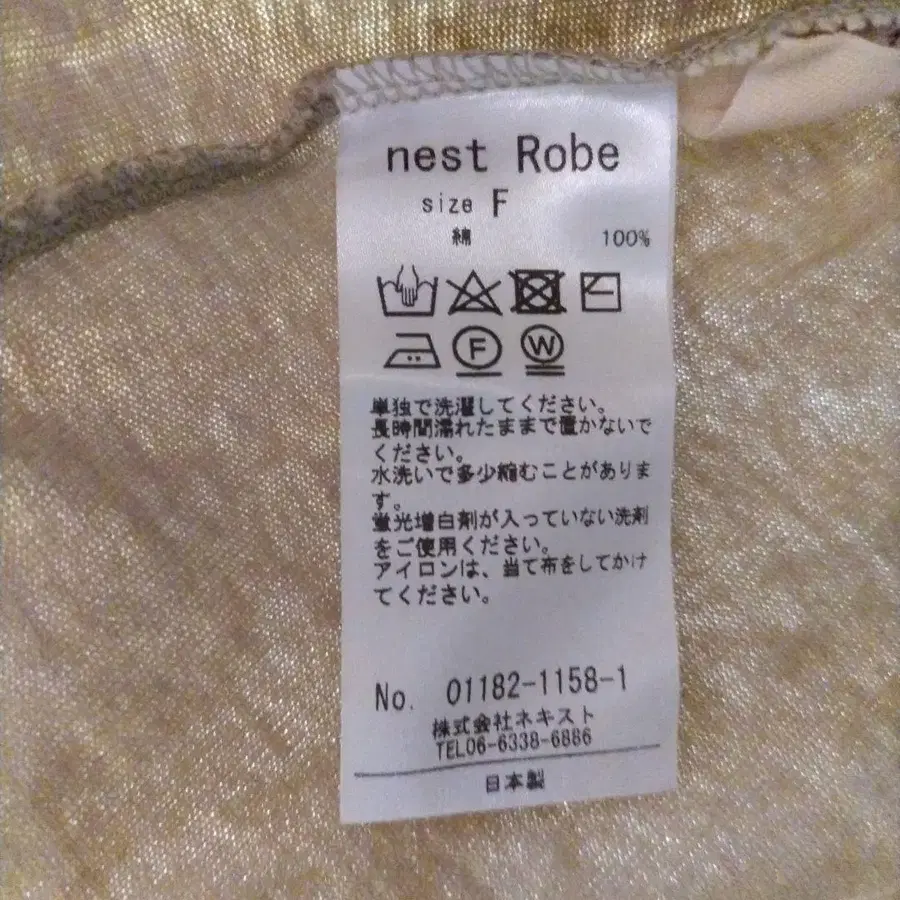 nest Robe
size F
綿 100%
F W
単独で洗濯してください。
長時間濡れたままで置かないで
ください。
水洗いで多少縮むことがありま
す。
蛍光増白剤が入っていない洗剤
をご使用ください。
アイロンは、当て布をしてかけ
てください。
No. 01182-1158-1
株式会社ネキスト
TEL06-6338-6886
日本製